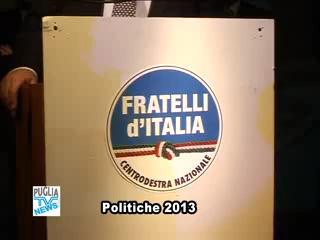 FRATELLI
d'ITALIA
CENTRODESTRA NAZIONALE
PUGLIA
TV
NEWS
Politiche 2013